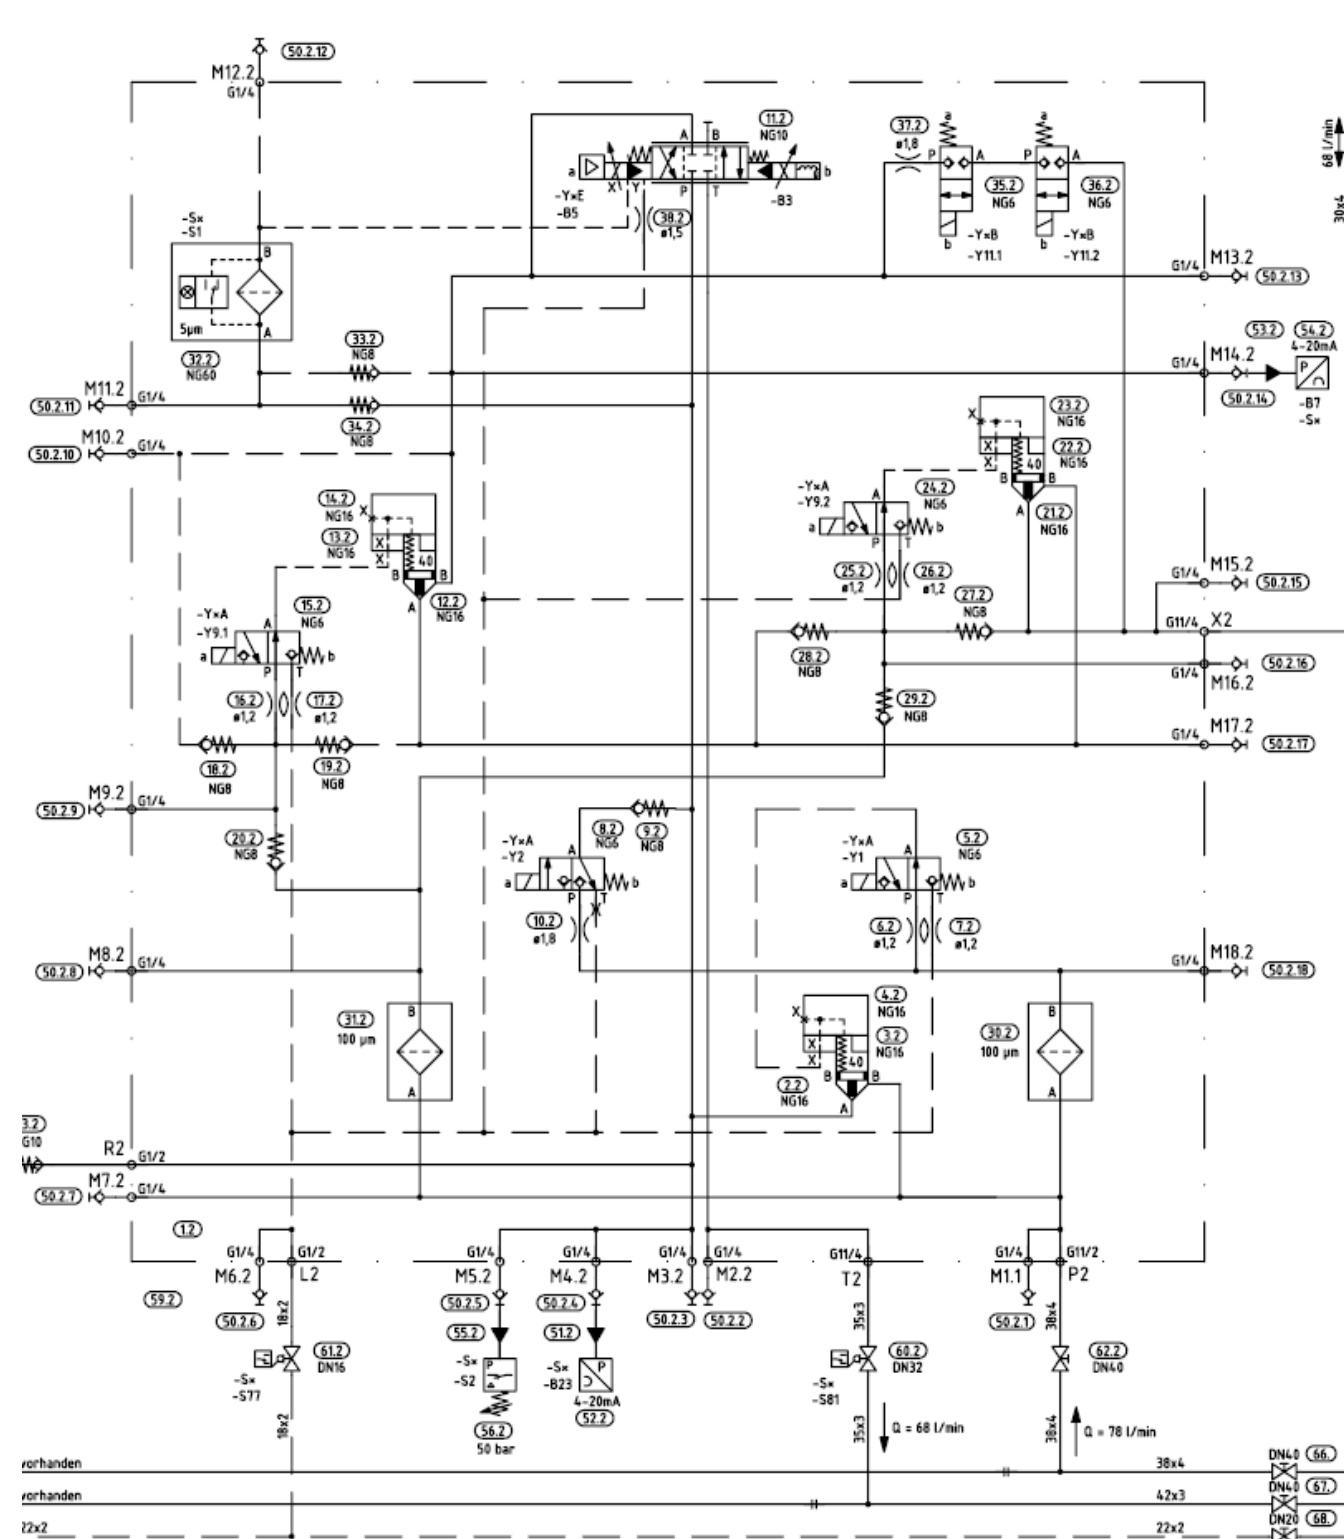 50.2.12
M12.2
G1/4
11.2
NG10
A B
a
X Y
P T
b
-Y×E
-B5
-B3
38.2
ø1,5
37.2
ø1,8
a
a
P A
P A
35.2
NG6
36.2
NG6
b
b
-Y×B
-Y11.1
-Y×B
-Y11.2
68 l/min
30x4
-S×
-S1
B
A
5µm
32.2
NG60
G1/4
M13.2
50.2.13
33.2
NG8
34.2
NG8
53.2
54.2
4-20mA
G1/4
M14.2
50.2.14
P
-B7
-S×
M11.2
50.2.11
G1/4
M10.2
50.2.10
G1/4
23.2
NG16
X
22.2
NG16
X
X
40
B B
A
21.2
NG16
14.2
NG16
X
13.2
NG16
X
X
40
B B
A
12.2
NG16
-Y×A
-Y9.2
24.2
NG6
A
a
b
P T
25.2
ø1,2
26.2
ø1,2
27.2
NG8
28.2
NG8
29.2
NG8
G1/4
M15.2
50.2.15
G11/4
X2
G1/4
M16.2
50.2.16
G1/4
M17.2
50.2.17
-Y×A
-Y9.1
15.2
NG6
A
a
b
P T
16.2
ø1,2
17.2
ø1,2
18.2
NG8
19.2
NG8
M9.2
50.2.9
G1/4
20.2
NG8
-Y×A
-Y2
8.2
NG6
9.2
NG8
A
a
b
P T
10.2
ø1,8
-Y×A
-Y1
5.2
NG6
A
a
b
P T
6.2
ø1,2
7.2
ø1,2
M8.2
50.2.8
G1/4
G1/4
M18.2
50.2.18
31.2
100 µm
B
A
4.2
NG16
X
3.2
NG16
X
X
40
B B
A
2.2
NG16
30.2
100 µm
B
A
3.2
G10
R2
G1/2
M7.2
50.2.7
G1/4
1.2
59.2
G1/4
M6.2
50.2.6
G1/2
L2
G1/4
M5.2
50.2.5
G1/4
M4.2
50.2.4
G1/4
M3.2
50.2.3
G1/4
M2.2
50.2.2
G11/4
T2
G1/4
M1.1
50.2.1
G11/2
P2
18x2
35x3
38x4
61.2
DN16
-S×
-S77
55.2
-S×
-S2
P
56.2
50 bar
51.2
-S×
-B23
P
4-20mA
52.2
60.2
DN32
-S×
-S81
62.2
DN40
18x2
35x3
Q = 68 l/min
38x4
Q = 78 l/min
vorhanden
38x4
DN40 66.
vorhanden
42x3
DN40 67.
22x2
22x2
DN20 68.